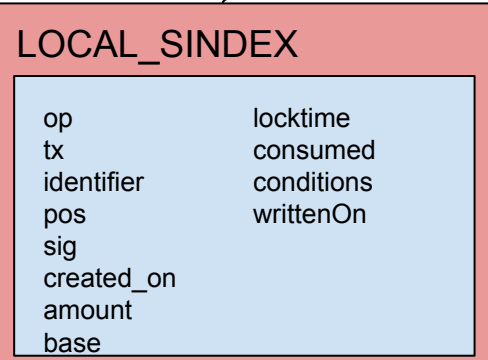 LOCAL_SINDEX
op
tx
identifier
pos
sig
created_on
amount
base
locktime
consumed
conditions
writtenOn